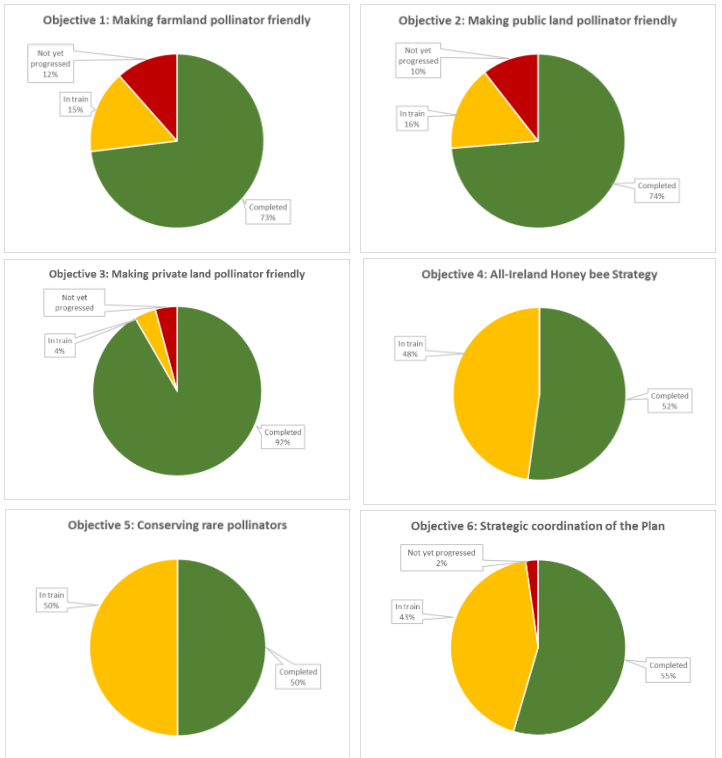 Objective 1: Making farmland pollinator friendly
Not yet
progressed
12%
In train
15%
Completed
73%
Objective 2: Making public land pollinator friendly
Not yet
progressed
10%
In train
16%
Completed
74%
Objective 3: Making private land pollinator friendly
Not yet
progressed
In train
4%
Completed
92%
Objective 4: All-Ireland Honey bee Strategy
In train
48%
Completed
52%
Objective 5: Conserving rare pollinators
In train
50%
Completed
50%
Objective 6: Strategic coordination of the Plan
Not yet progressed
2%
In train
43%
Completed
55%